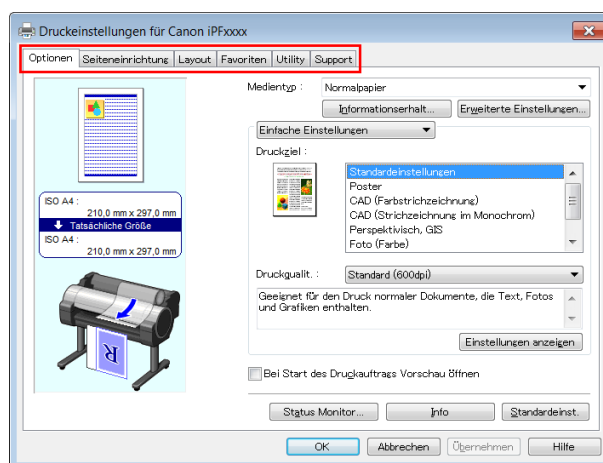 Druckeinstellungen für Canon iPFxxxx
Optionen Seiteneinrichtung Layout Favoriten Utility Support
Medientyp : Normalpapier
Informationserhalt... Erweiterte Einstellungen...
Einfache Einstellungen
Druckziel :
Standardeinstellungen
Poster
CAD (Farbstrichzeichnung)
CAD (Strichzeichnung im Monochrom)
Perspektivisch, GIS
Foto (Farbe)
ISO A4 :
210,0 mm x 297,0 mm
Tatsächliche Größe
ISO A4 :
210,0 mm x 297,0 mm
Druckqualit. : Standard (600dpi)
Geeignet für den Druck normaler Dokumente, die Text, Fotos
und Grafiken enthalten.
Einstellungen anzeigen
R
Bei Start des Druckauftrags Vorschau öffnen
Status Monitor... Info Standardeinst.
OK Abbrechen Übernehmen Hilfe